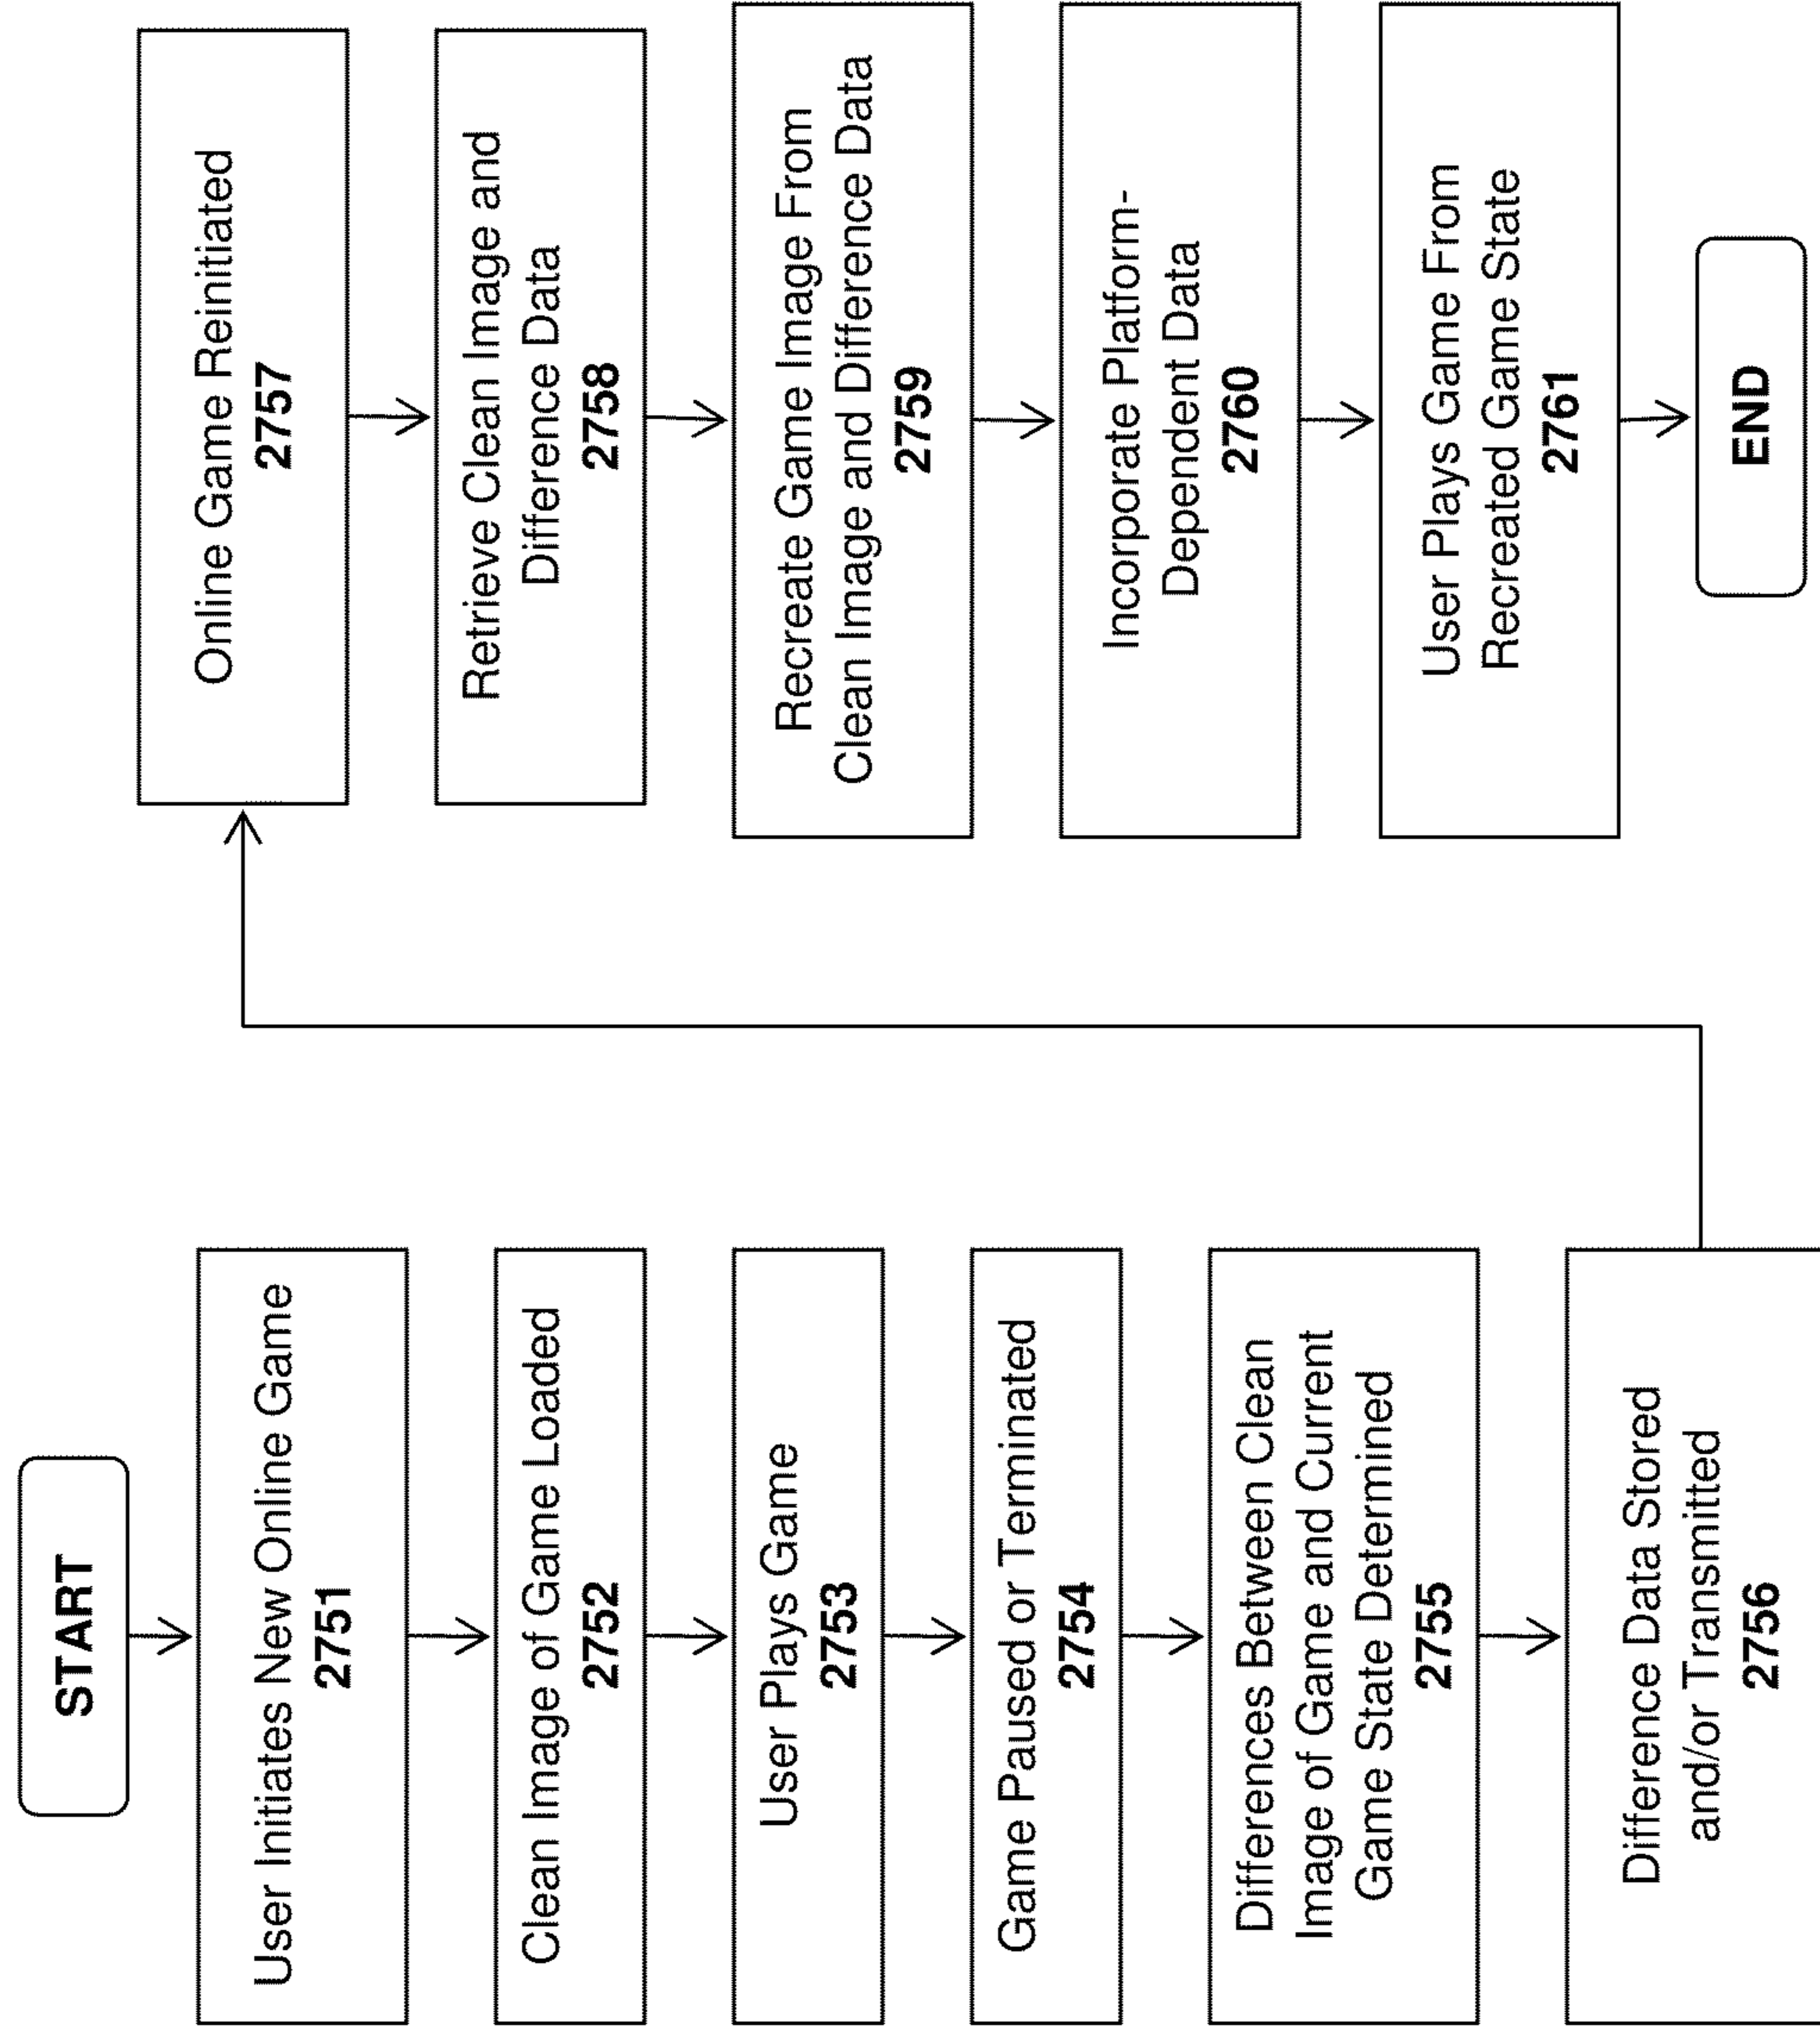 START
User Initiates New Online Game
2751
Clean Image of Game Loaded
2752
User Plays Game
2753
Game Paused or Terminated
2754
Differences Between Clean
Image of Game and Current
Game State Determined
2755
Difference Data Stored
and/or Transmitted
2756
Online Game Reinitiated
2757
Retrieve Clean Image and
Difference Data
2758
Recreate Game Image From
Clean Image and Difference Data
2759
Incorporate Platform-
Dependent Data
2760
User Plays Game From
Recreated Game State
2761
END